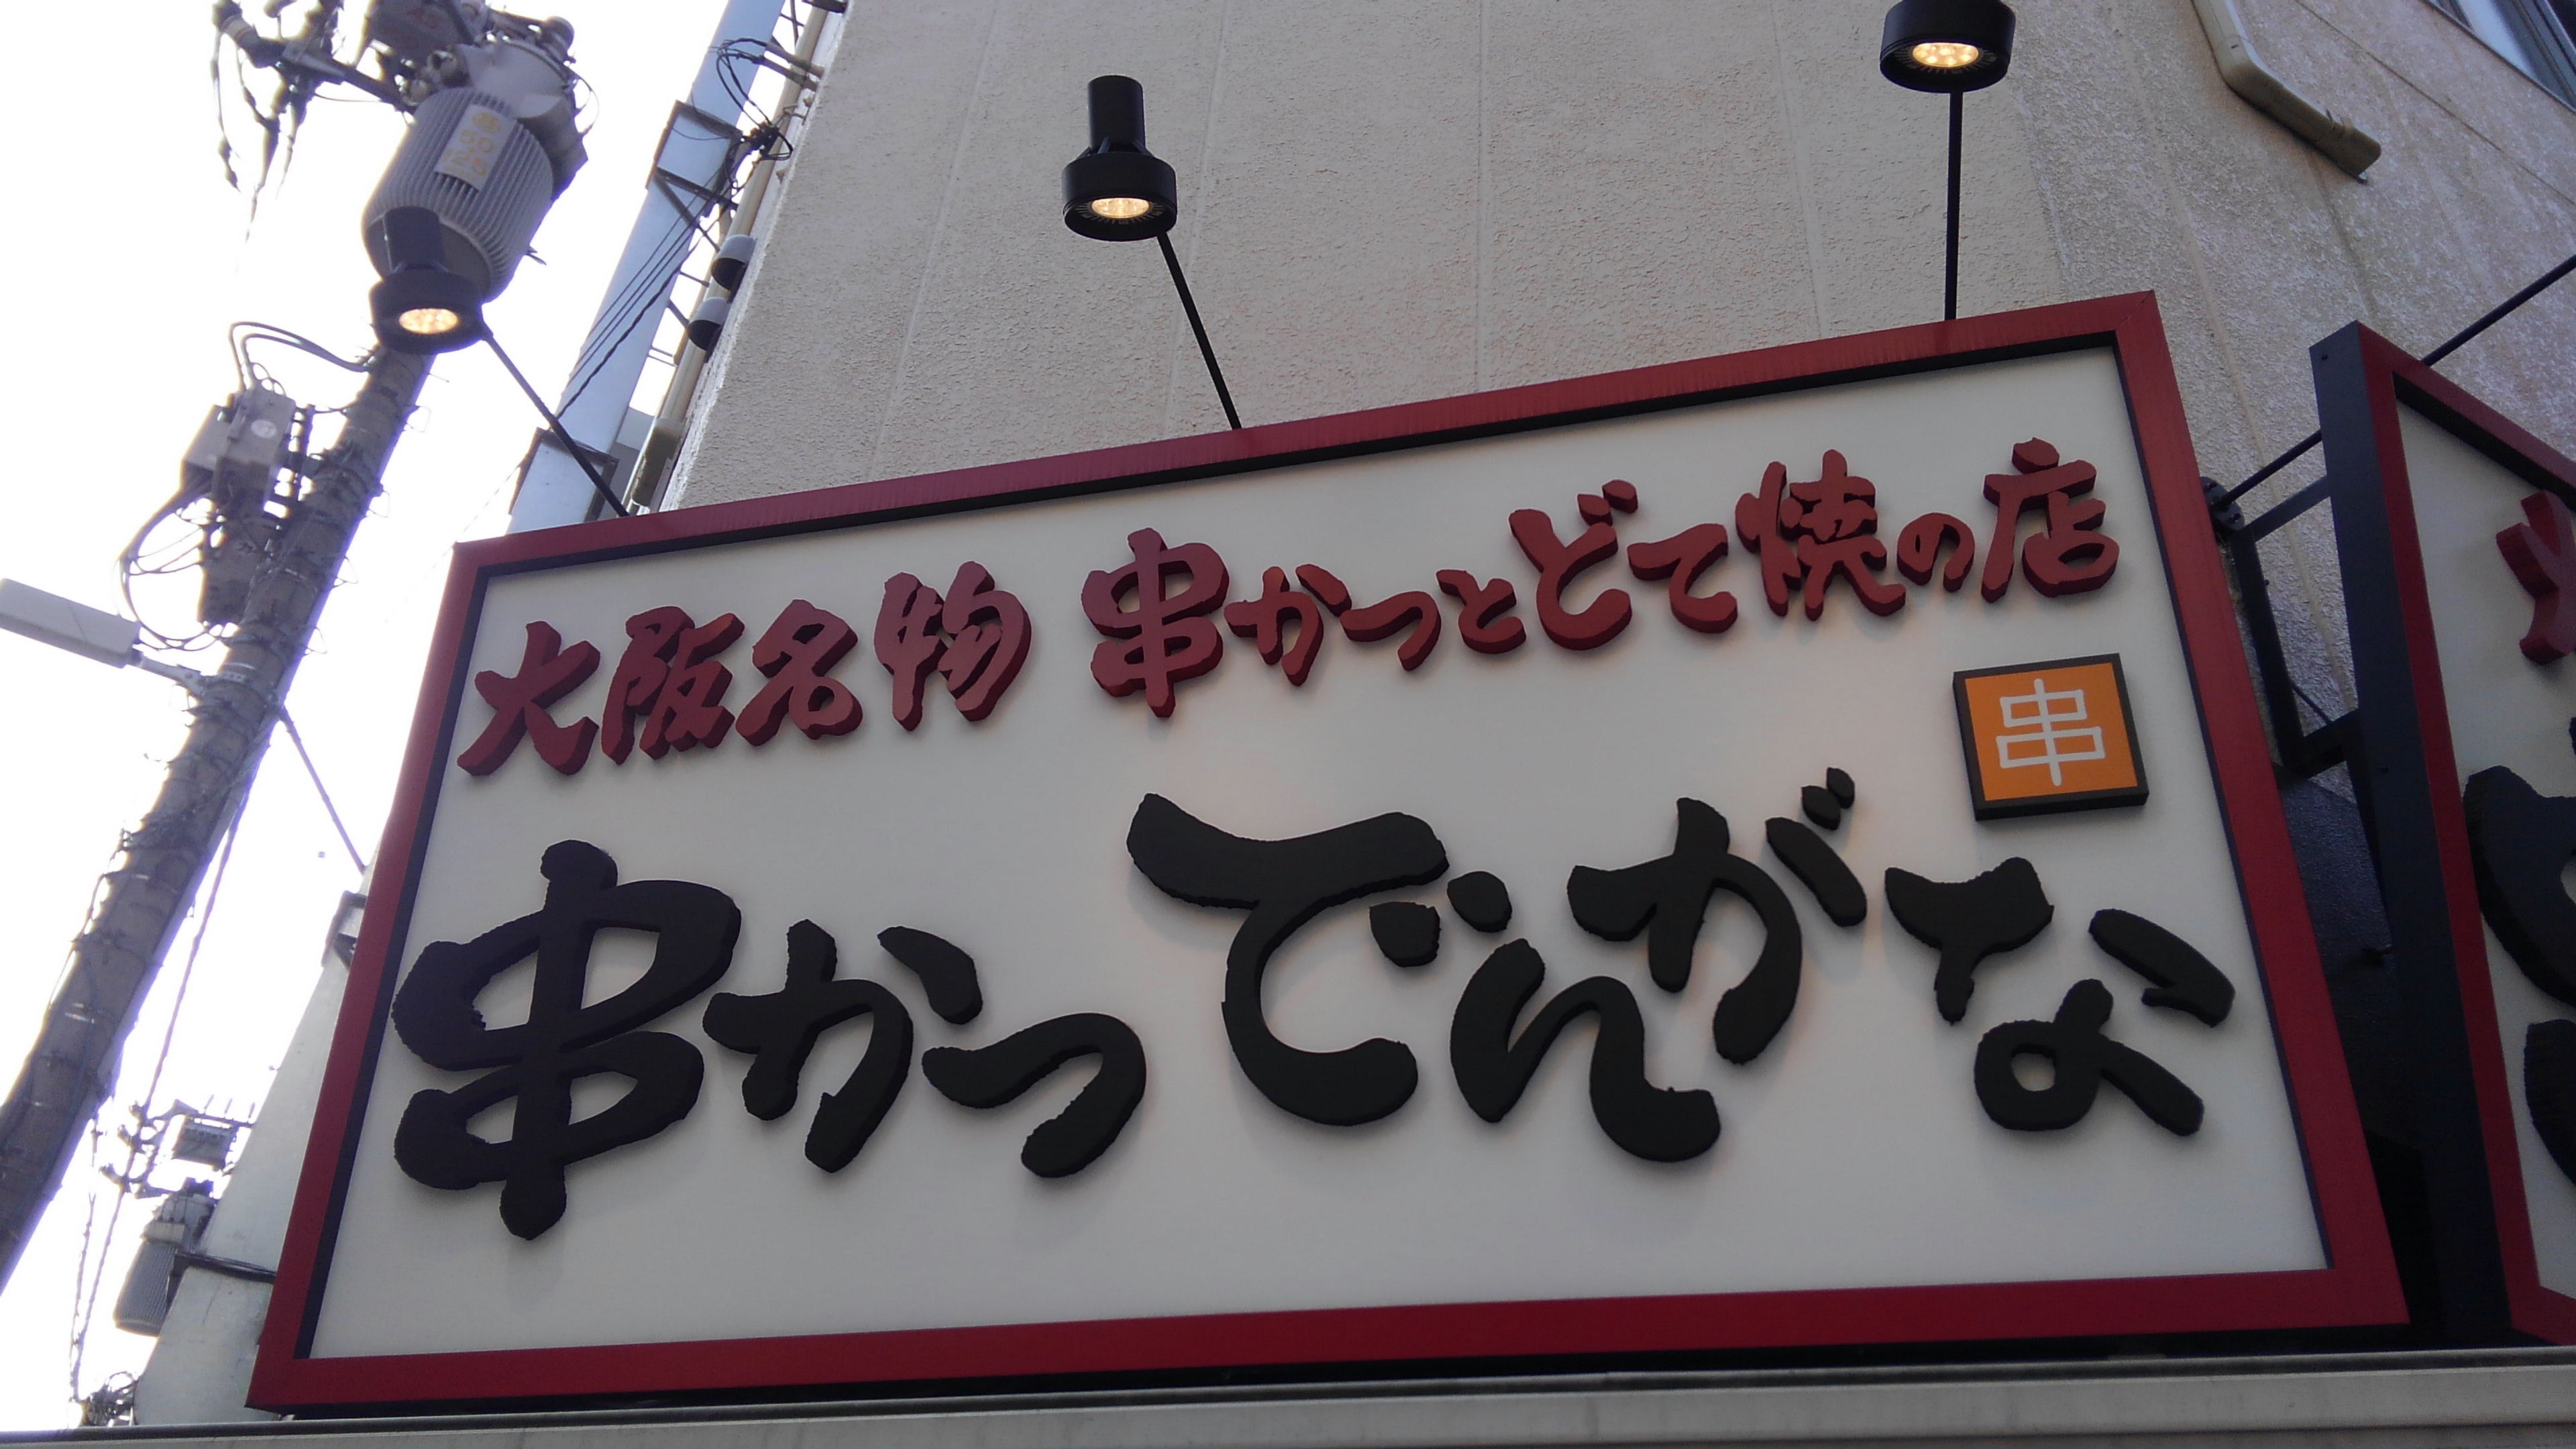 大阪名物 串かつとどて焼の店
串
串かつ でんがな